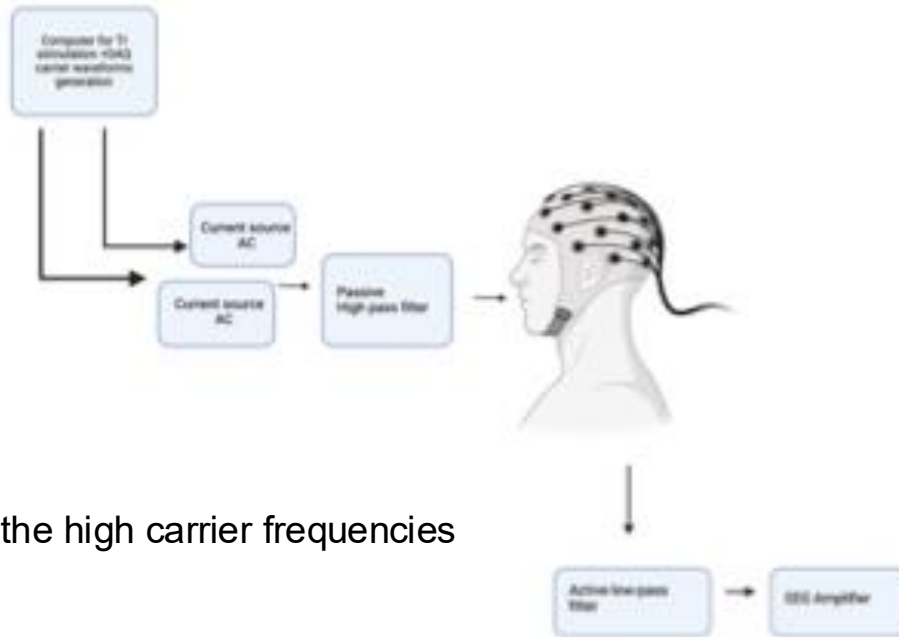 Computer for TI
stimulation +DAQ
carrier waveforms
generation
Current source
AC
Current source
AC
Passive
High-pass filter
the high carrier frequencies
Active low-pass
filter
EEG Amplifier